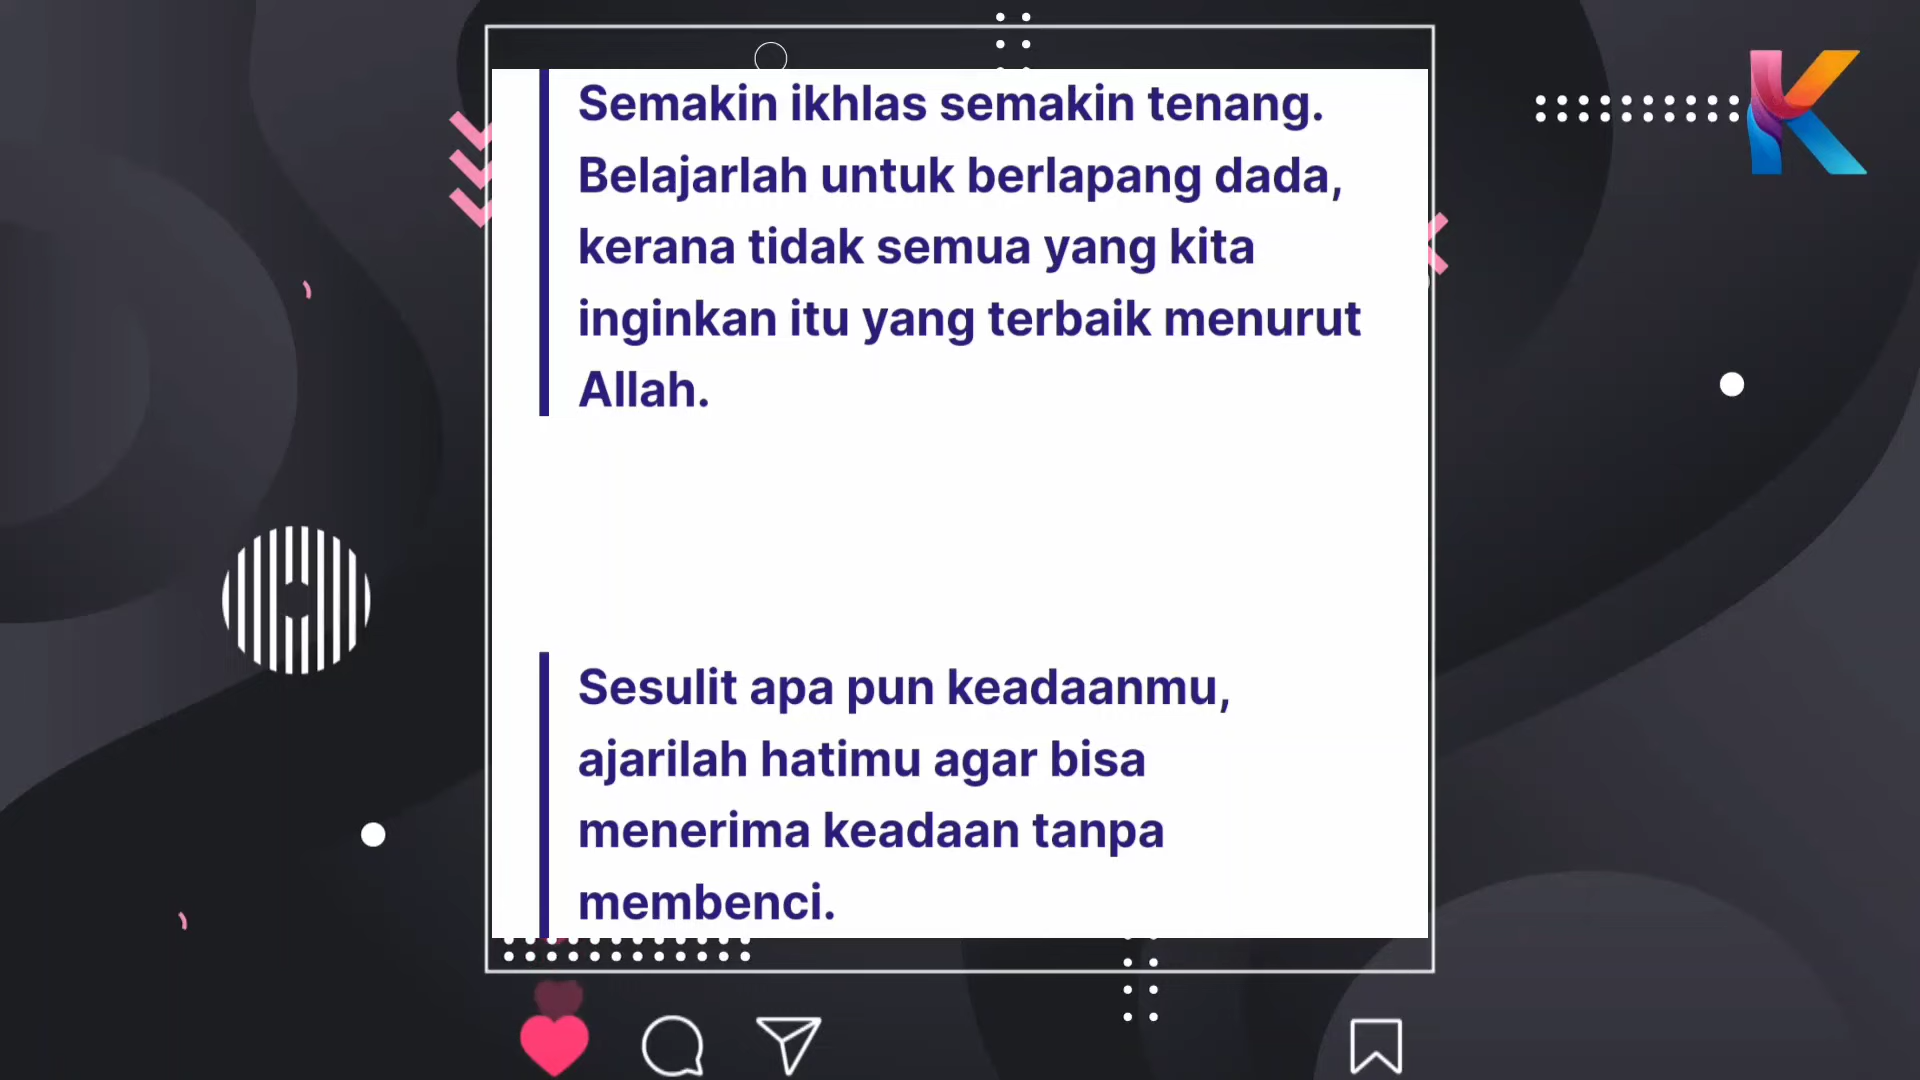 Semakin ikhlas semakin tenang.
Belajarlah untuk berlapang dada,
kerana tidak semua yang kita
inginkan itu yang terbaik menurut
Allah.
Sesulit apa pun keadaanmu,
ajarilah hatimu agar bisa
menerima keadaan tanpa
membenci.
K